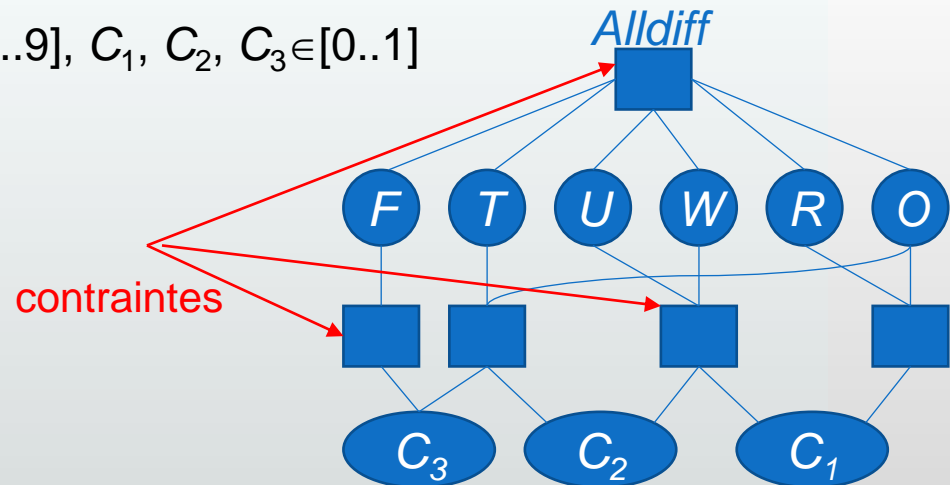 ..9], C₁, C₂, C₃∈[0..1]
Alldiff
F T U W R O
contraintes
C₃ C₂ C₁